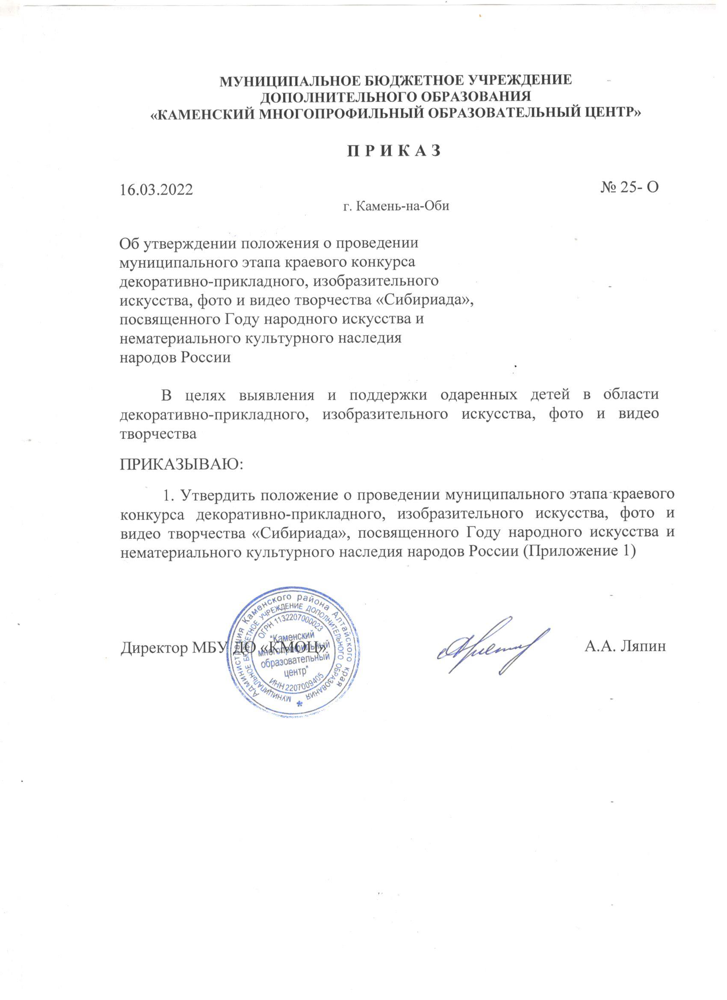 МУНИЦИПАЛЬНОЕ БЮДЖЕТНОЕ УЧРЕЖДЕНИЕ
ДОПОЛНИТЕЛЬНОГО ОБРАЗОВАНИЯ
«КАМЕНСКИЙ МНОГОПРОФИЛЬНЫЙ ОБРАЗОВАТЕЛЬНЫЙ ЦЕНТР»
П Р И К А З
16.03.2022 № 25- О
г. Камень-на-Оби
Об утверждении положения о проведении
муниципального этапа краевого конкурса
декоративно-прикладного, изобразительного
искусства, фото и видео творчества «Сибириада»,
посвященного Году народного искусства и
нематериального культурного наследия
народов России
В целях выявления и поддержки одаренных детей в области
декоративно-прикладного, изобразительного искусства, фото и видео
творчества
ПРИКАЗЫВАЮ:
1. Утвердить положение о проведении муниципального этапа краевого
конкурса декоративно-прикладного, изобразительного искусства, фото и
видео творчества «Сибириада», посвященного Году народного искусства и
нематериального культурного наследия народов России (Приложение 1)
Директор МБУ ДО «КМОЦ» А.А. Ляпин
Администрация Каменского района Алтайского края
МУНИЦИПАЛЬНОЕ БЮДЖЕТНОЕ УЧРЕЖДЕНИЕ ДОПОЛНИТЕЛЬНОГО ОБРАЗОВАНИЯ
ОГРН 1132207000023
"Каменский
многопрофильный
образовательный
центр"
ИНН 2207009405